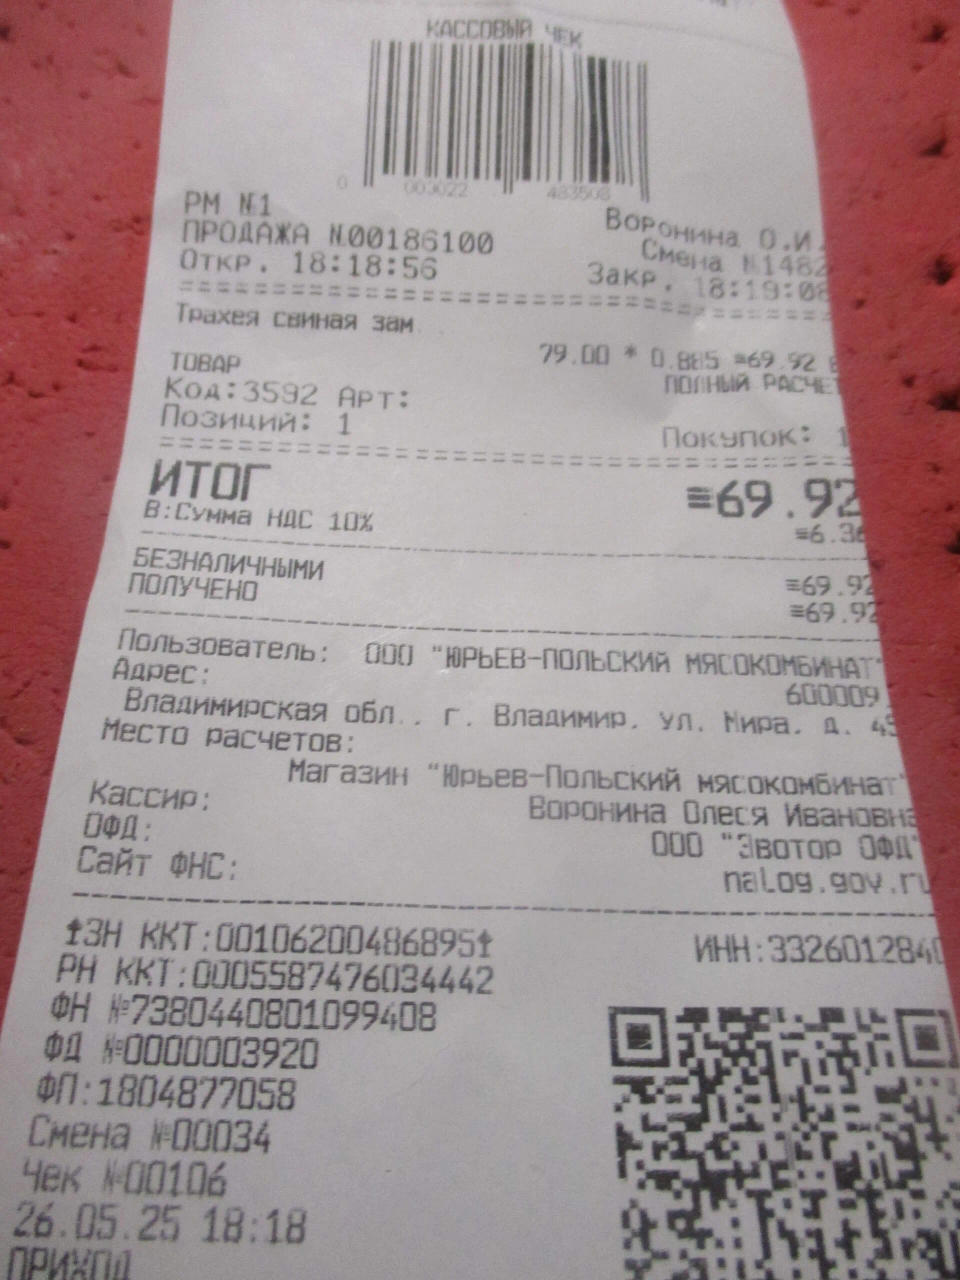 КАССОВЫЙ ЧЕК
0 003022 483508
РМ №1 Воронина О.И.
ПРОДАЖА №00186100 Смена №1482
Откр. 18:18:56 Закр. 18:19:08
Трахея свиная зам.
79.00 * 0.885 ≡69.92 В
ТОВАР ПОЛНЫЙ РАСЧЕТ
Код:3592 Арт:
Позиций: 1 Покупок: 1
ИТОГ ≡69.92
В:Сумма НДС 10% ≡6.36
БЕЗНАЛИЧНЫМИ ≡69.92
ПОЛУЧЕНО ≡69.92
Пользователь: ООО "ЮРЬЕВ-ПОЛЬСКИЙ МЯСОКОМБИНАТ"
Адрес: 600009,
Владимирская обл., г. Владимир, ул. Мира, д. 45
Место расчетов:
Магазин "Юрьев-Польский мясокомбинат"
Кассир: Воронина Олеся Ивановна
ОФД: ООО "Эвотор ОФД"
Сайт ФНС: nalog.gov.ru
ЗН ККТ:00106200486895 ИНН:3326012840
РН ККТ:0005587476034442
ФН №7380440801099408
ФД №0000003920
ФП:1804877058
Смена №00034
Чек №00106
26.05.25 18:18
ПРИХОД